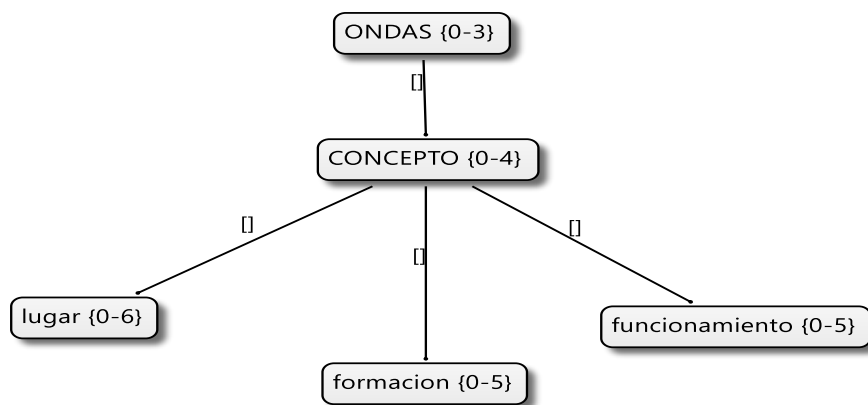 ONDAS {0-3}
[]
CONCEPTO {0-4}
[]
[]
[]
lugar {0-6}
funcionamiento {0-5}
formacion {0-5}